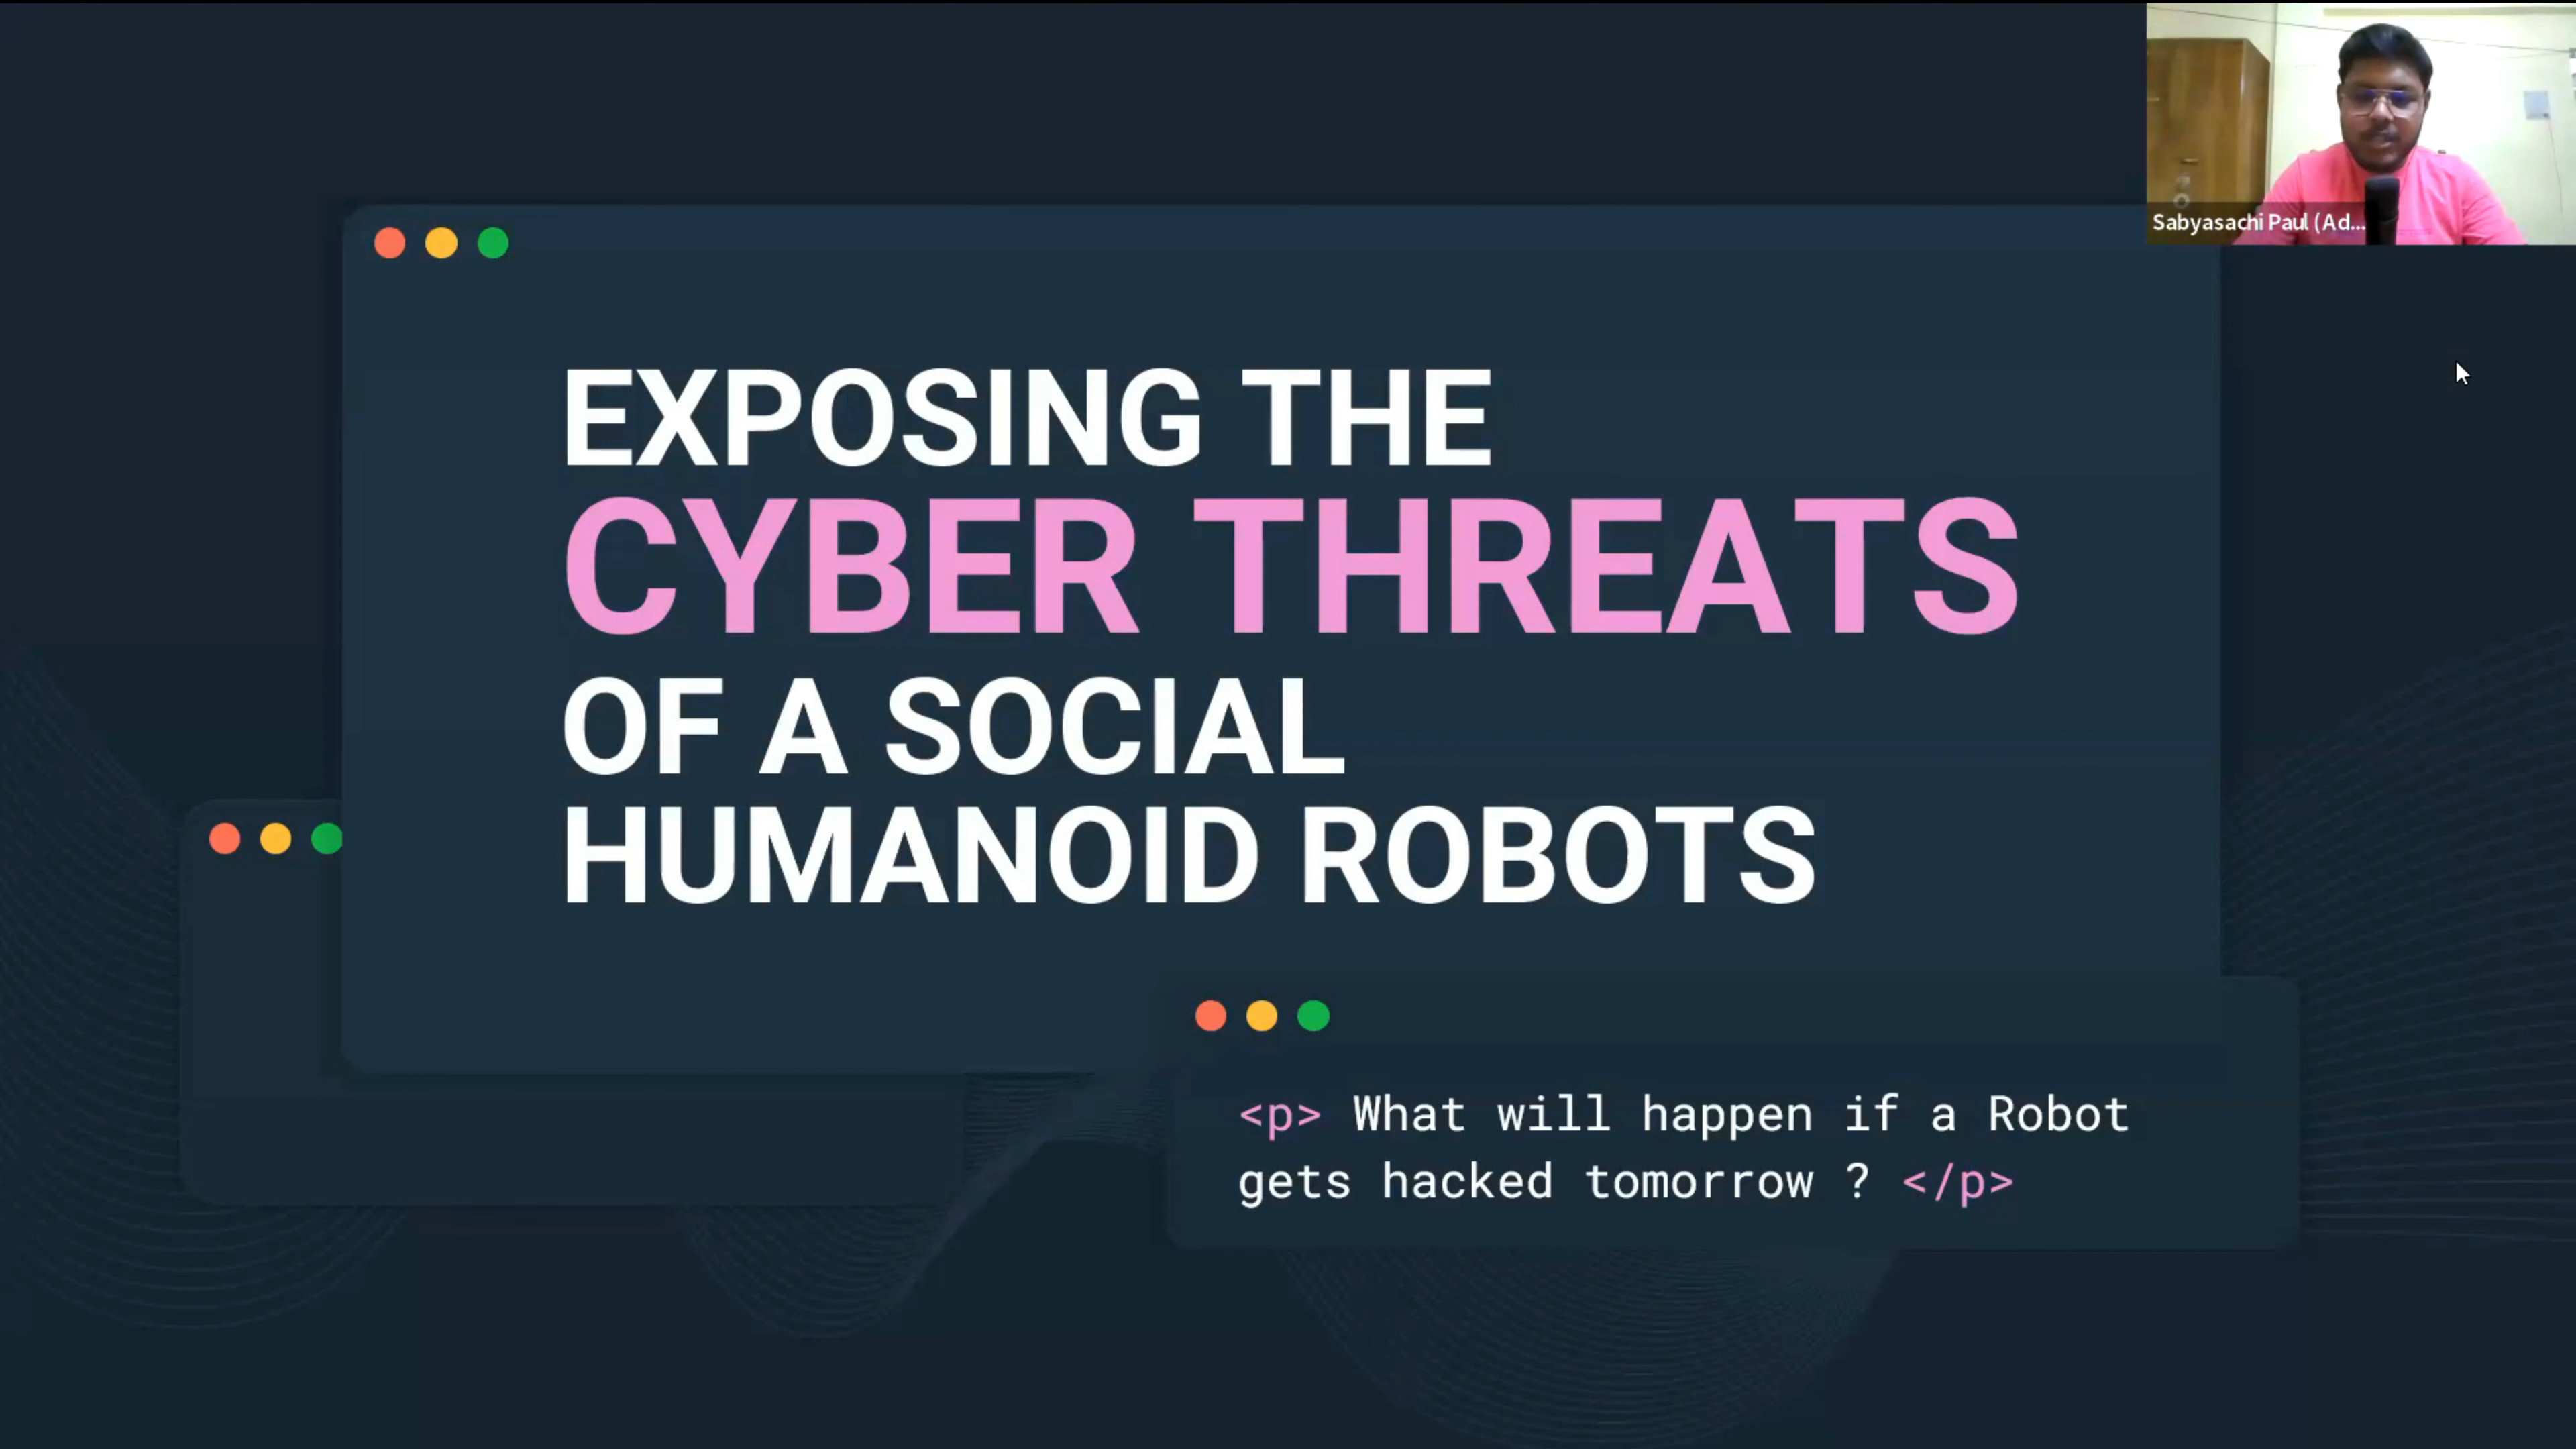 Sabyasachi Paul (Ad...
EXPOSING THE
CYBER THREATS
OF A SOCIAL
HUMANOID ROBOTS
<p> What will happen if a Robot
gets hacked tomorrow ? </p>